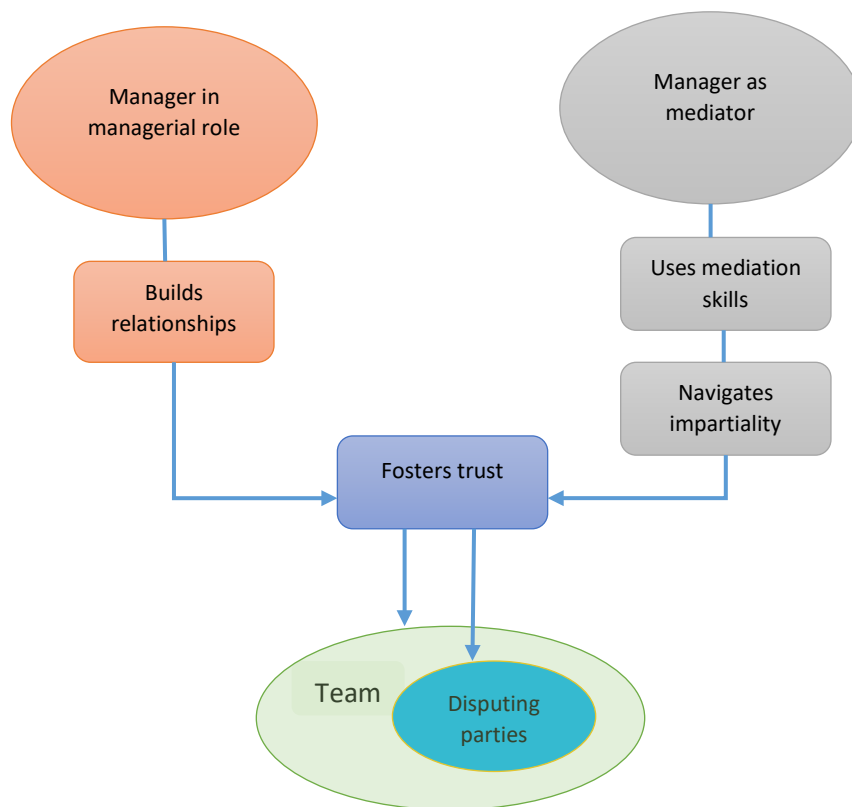 Manager in
managerial role
Manager as
mediator
Builds
relationships
Uses mediation
skills
Navigates
impartiality
Fosters trust
Team
Disputing
parties